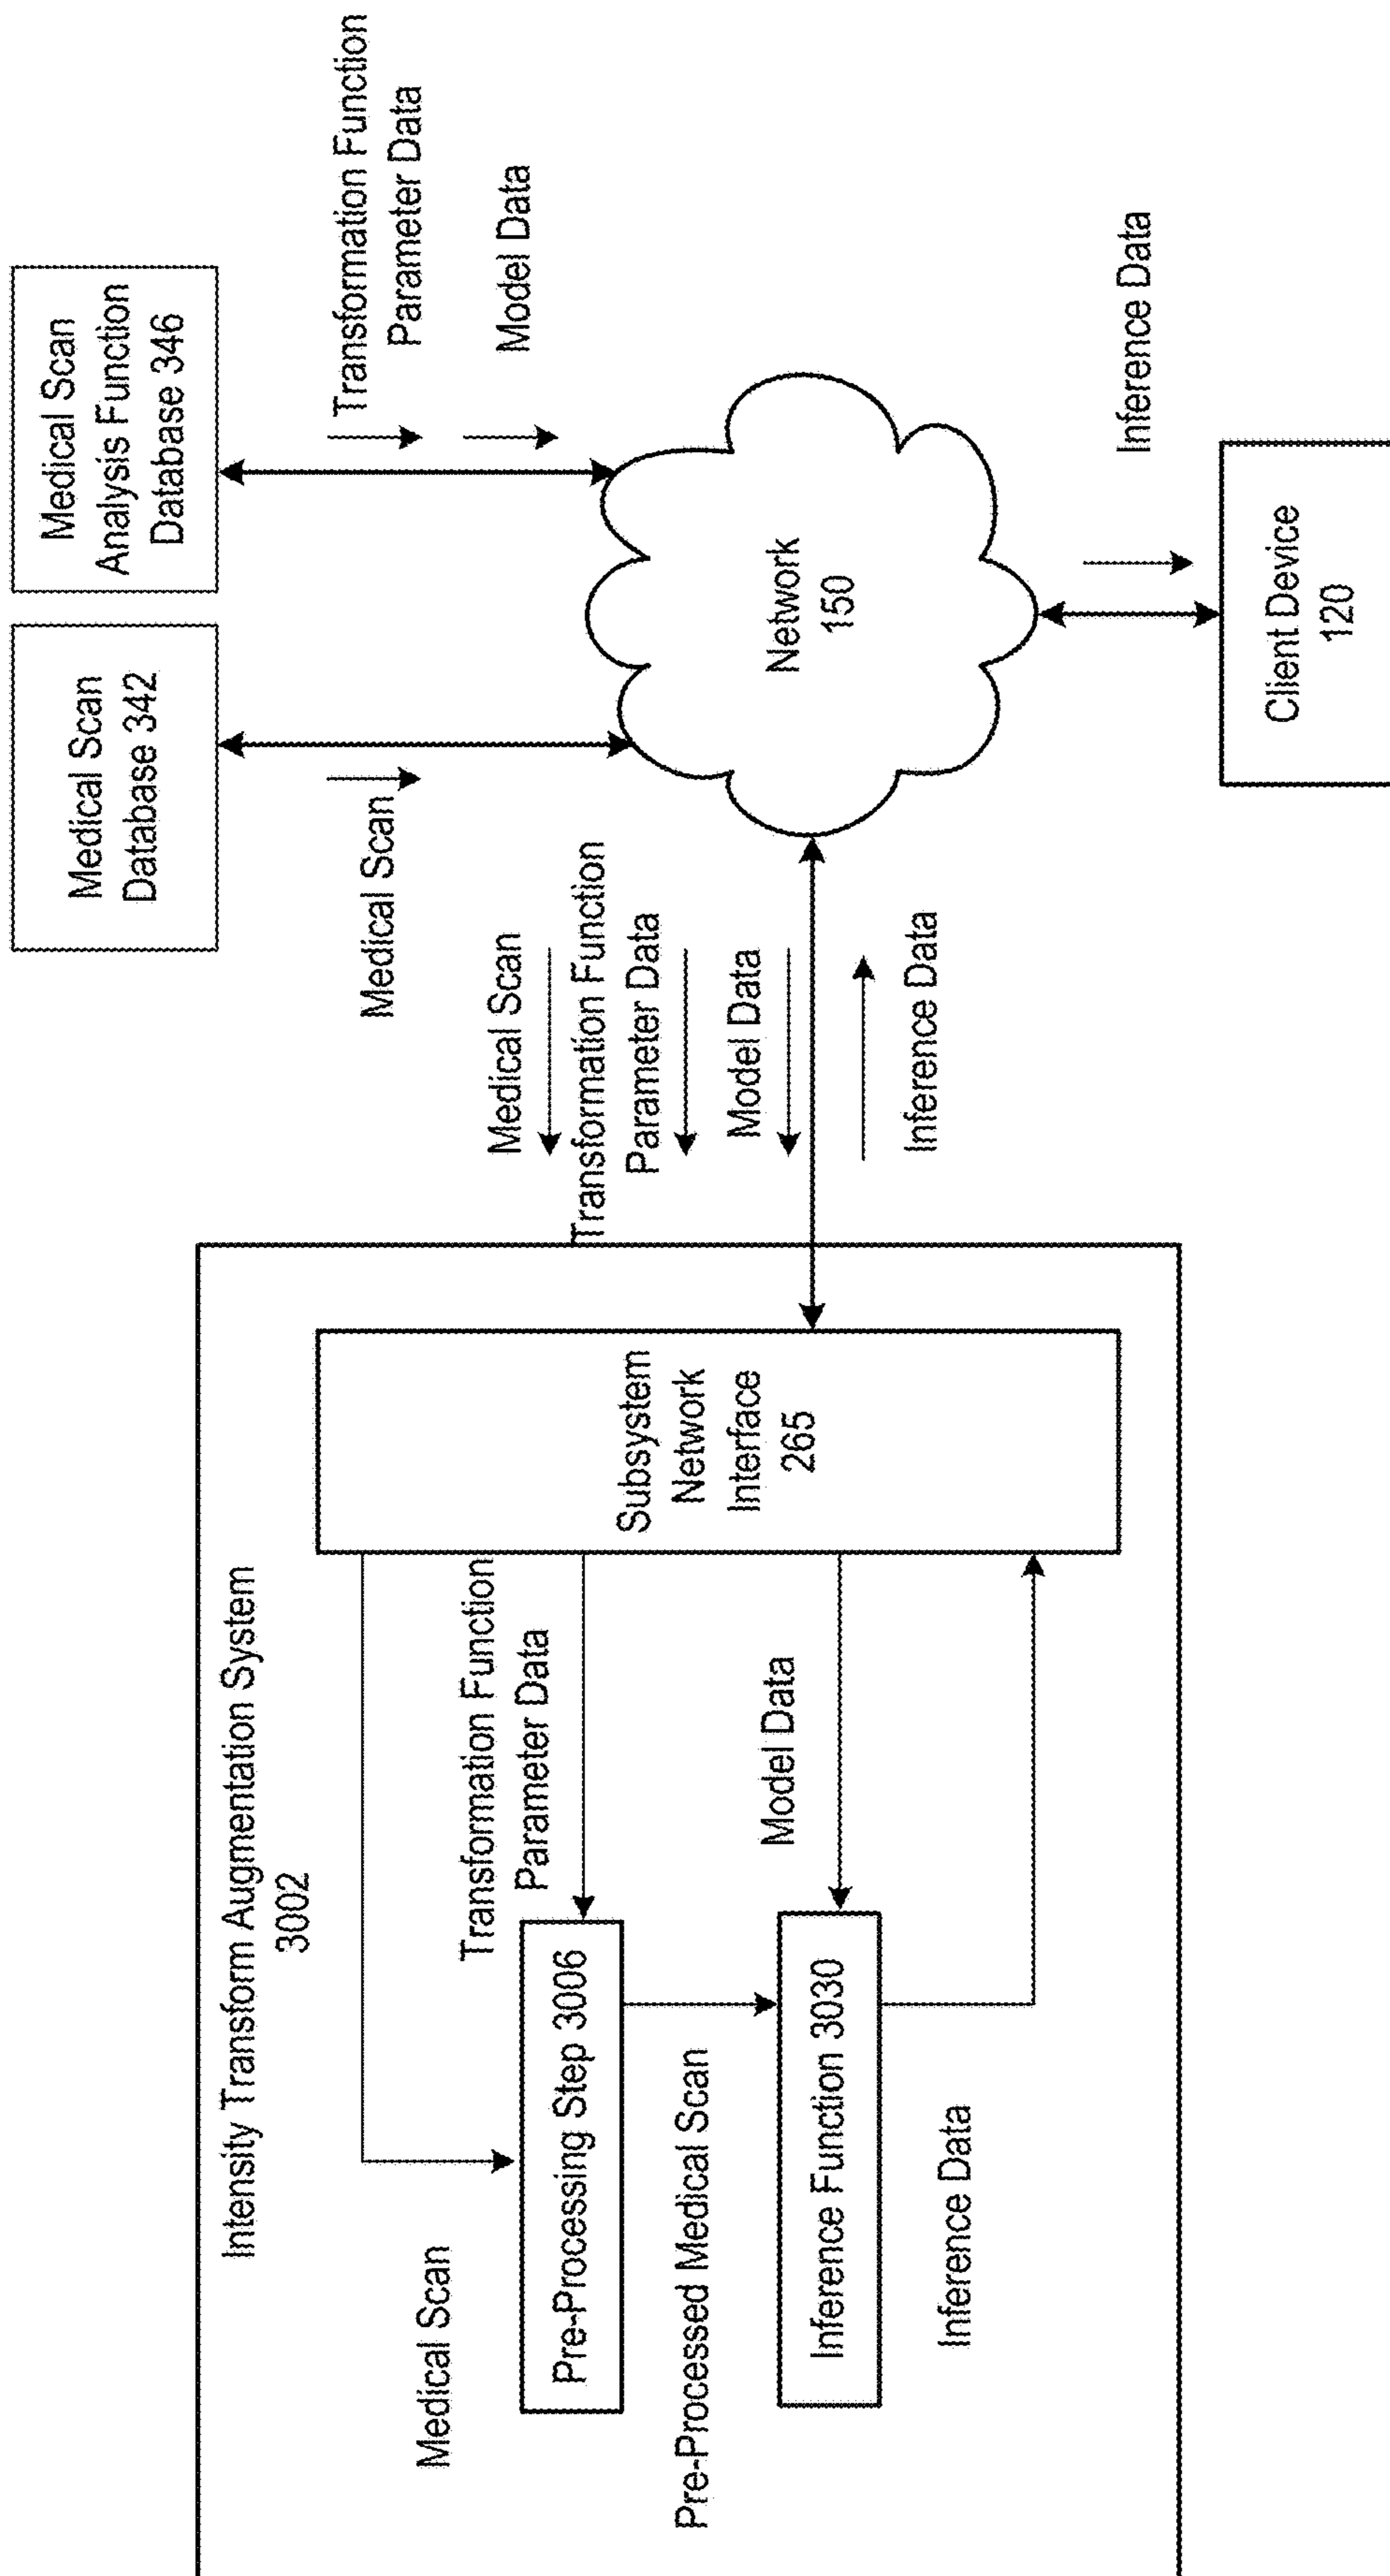 Intensity Transform Augmentation System
3002
Medical Scan
Transformation Function
Parameter Data
Pre-Processing Step 3006
Pre-Processed Medical Scan
Model Data
Inference Function 3030
Inference Data
Subsystem
Network
Interface
265
Medical Scan
Transformation Function
Parameter Data
Model Data
Inference Data
Medical Scan
Database 342
Medical Scan
Analysis Function
Database 346
Medical Scan
Transformation Function
Parameter Data
Model Data
Network
150
Inference Data
Client Device
120